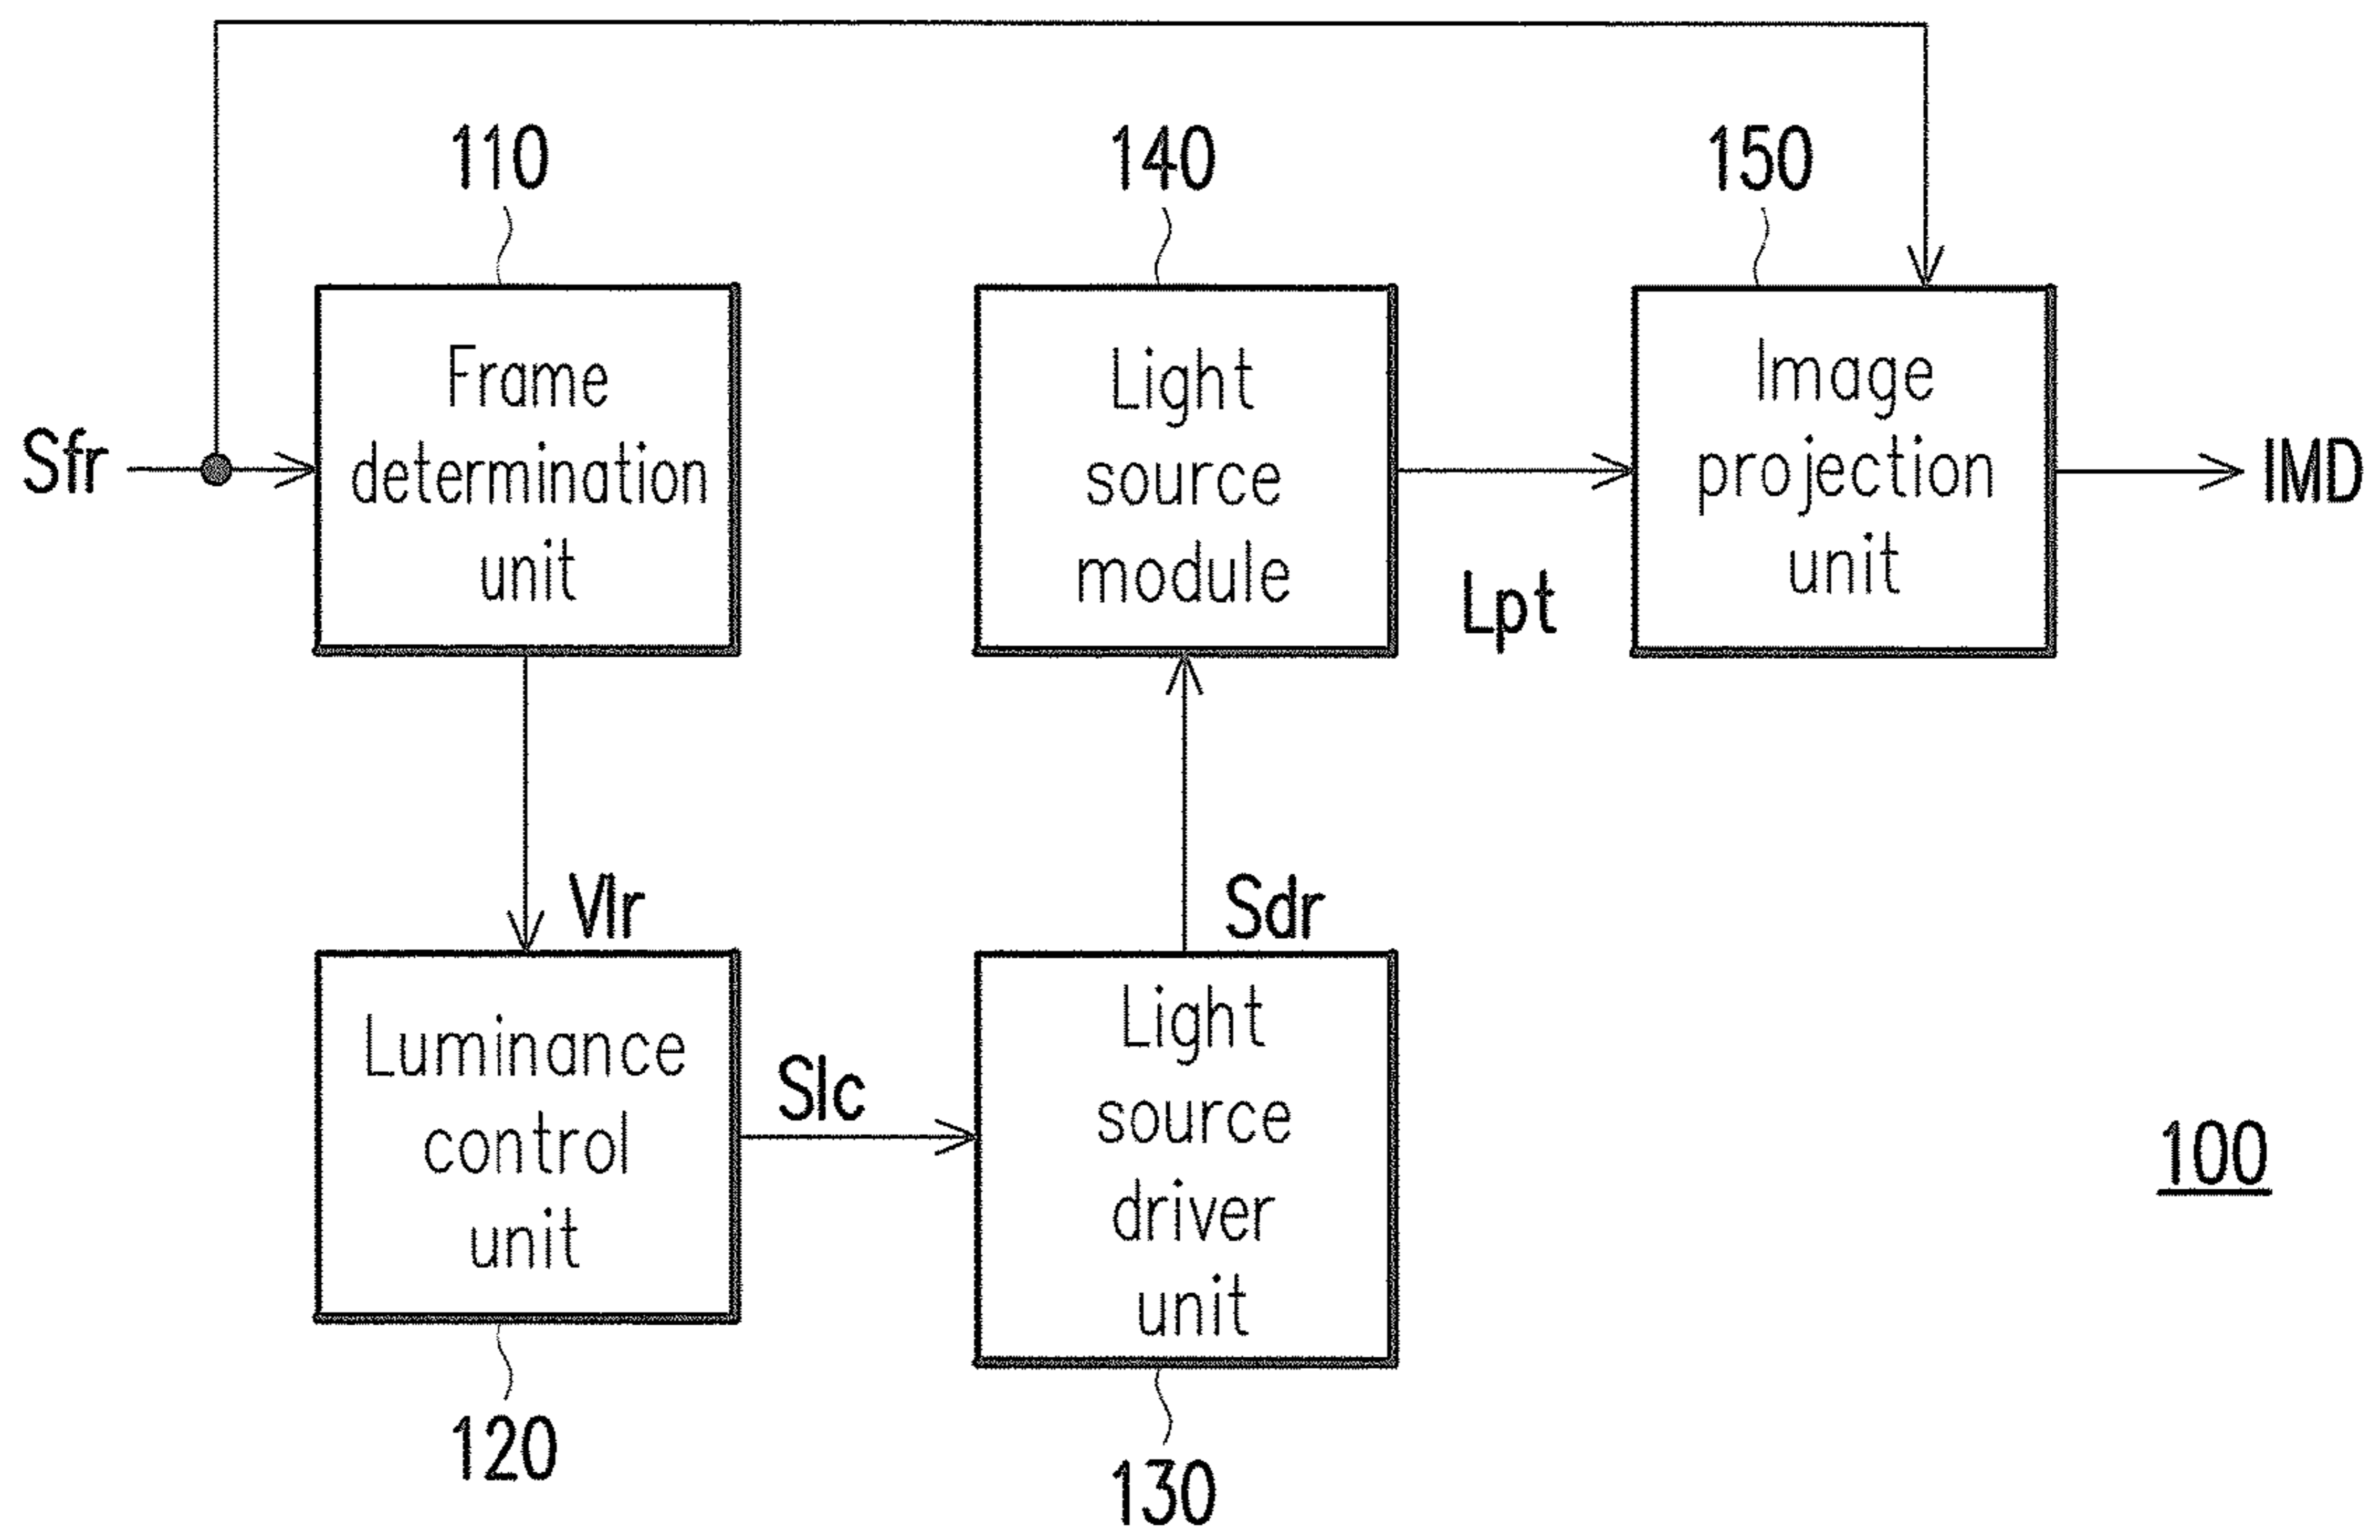 110
140
150
Frame
determination
unit
Light
source
module
Image
projection
unit
Sfr
IMD
Lpt
Vlr
Sdr
Luminance
control
unit
Slc
Light
source
driver
unit
100
120
130